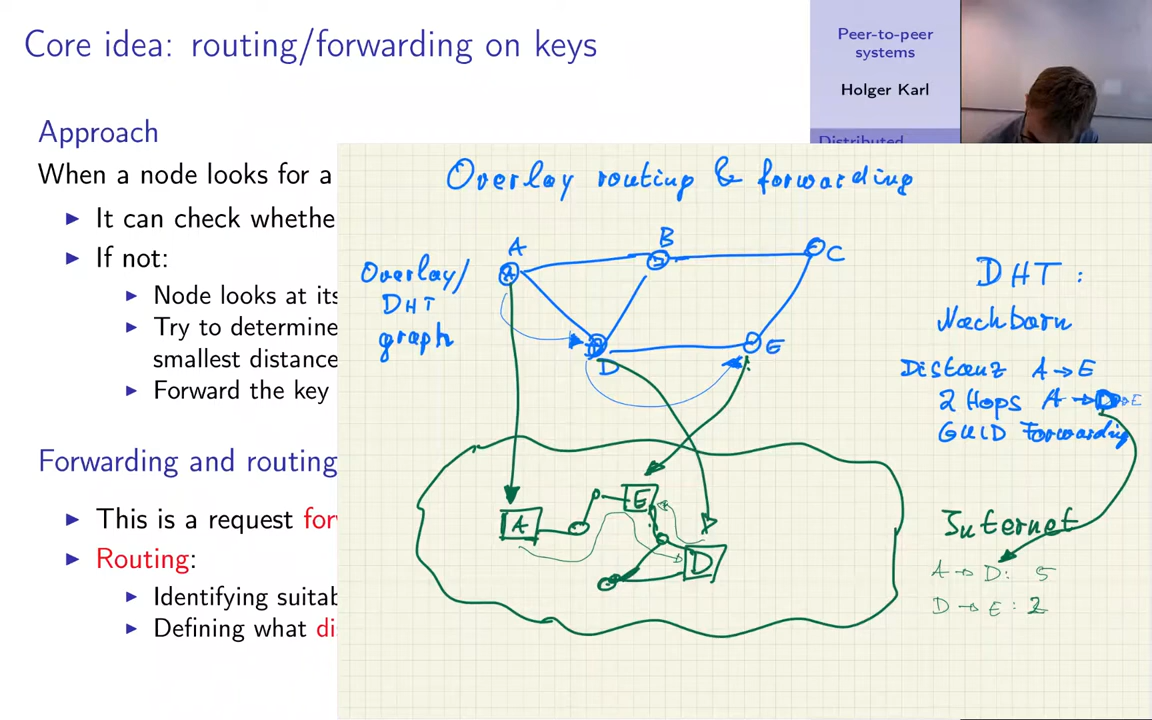 Core idea: routing/forwarding on keys
Peer-to-peer
systems
Holger Karl
Distributed
Approach
When a node looks for a
It can check whethe
If not:
Node looks at its
Try to determine
smallest distance
Forward the key
Forwarding and routing
This is a request for
Routing:
Identifying suitab
Defining what di
Overlay routing & forwarding
Overlay/
DHT
graph
A
B
C
D
E
A
E
D
DHT:
Nachbarn
Distanz A → E
2 Hops A → D → E
GUID Forwarding
Internet
A → D: 5
D → E: 2